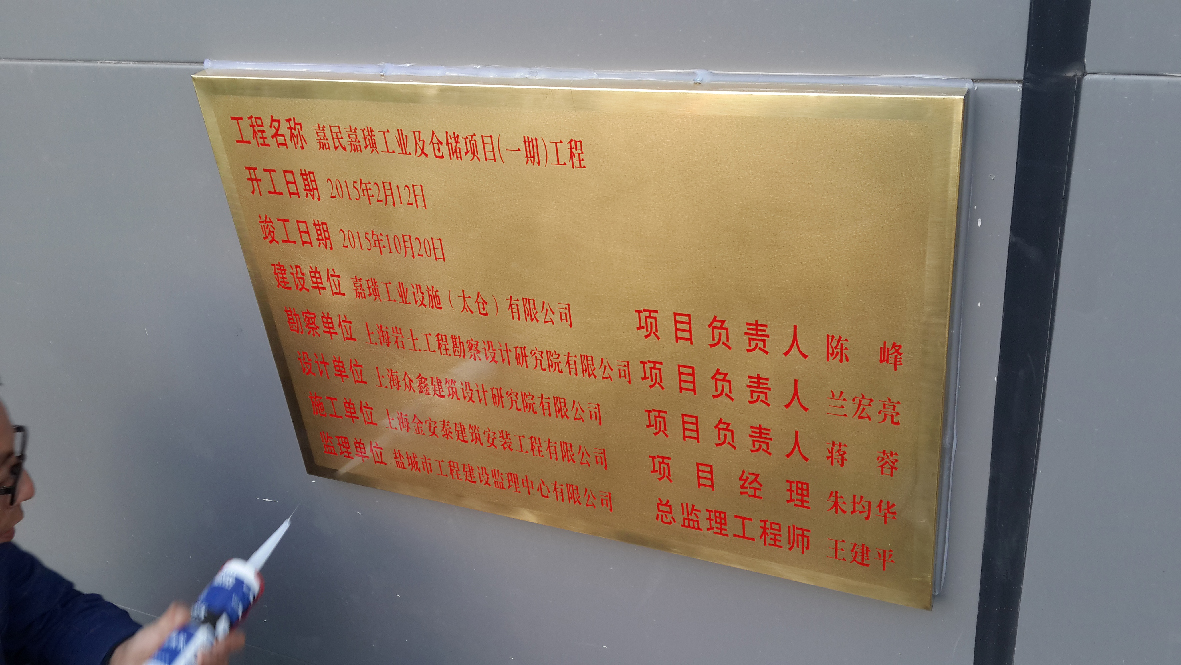 工程名称 嘉民嘉璜工业及仓储项目(一期)工程
开工日期 2015年2月12日
竣工日期 2015年10月20日
建设单位 嘉璜工业设施（太仓）有限公司 项目负责人 陈 峰
勘察单位 上海岩土工程勘察设计研究院有限公司 项目负责人 兰宏亮
设计单位 上海众鑫建筑设计研究院有限公司 项目负责人 蒋 蓉
施工单位 上海金安泰建筑安装工程有限公司 项目经理 朱均华
监理单位 盐城市工程建设监理中心有限公司 总监理工程师 王建平